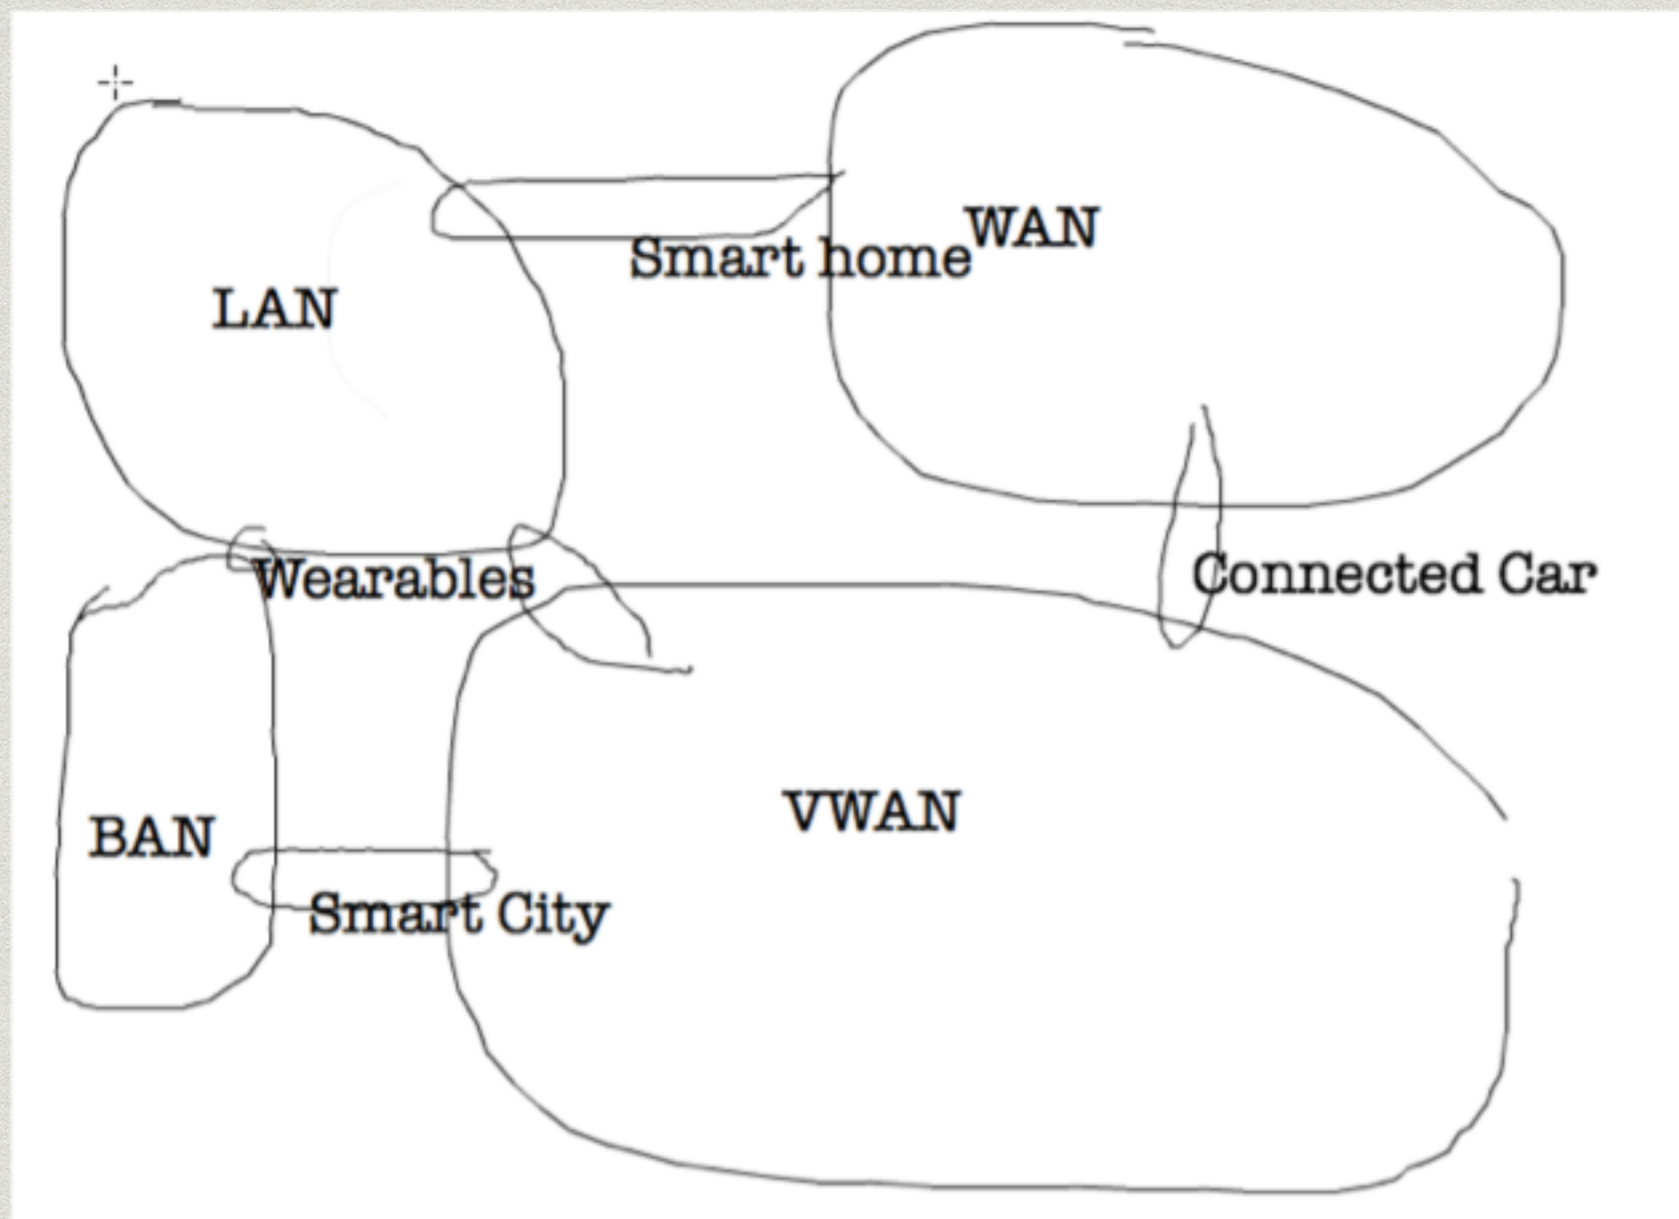 WAN
Smart home
LAN
Connected Car
Wearables
VWAN
BAN
Smart City